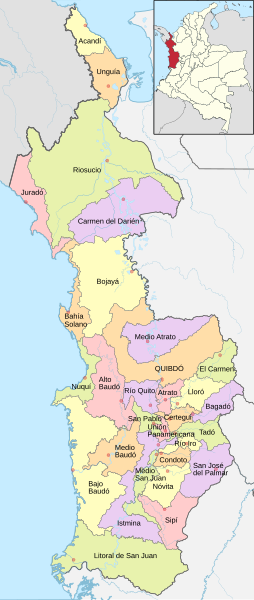 Acandí
Unguía
Riosucio
Juradó
Carmen del Darién
Bojayá
Bahía
Solano
Medio Atrato
QUIBDÓ
El Carmen
Alto
Baudó
Nuquí
Río Quito
Atrato
Lloró
Bagadó
San Pablo
Certegui
Unión
Panamericana
Tadó
Río Iro
Medio
Baudó
Condoto
San José
del Palmar
Medio
San Juan
Nóvita
Bajo
Baudó
Istmina
Sipí
Litoral de San Juan